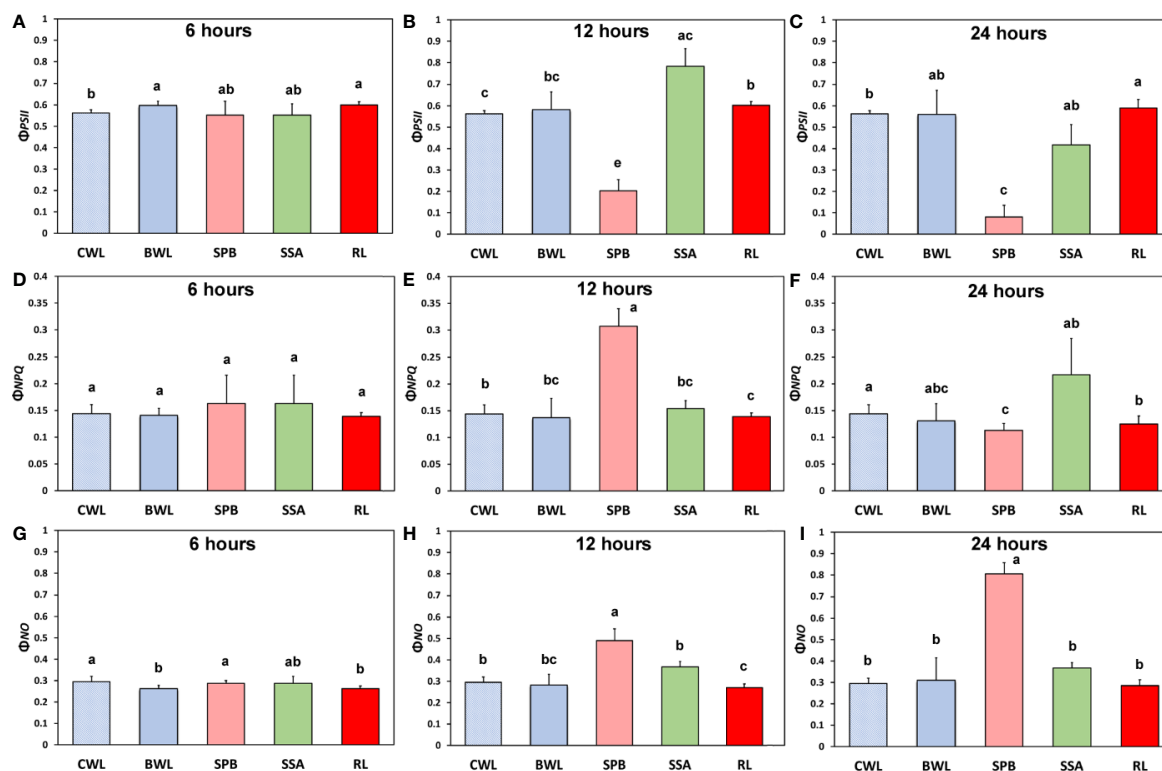 A
6 hours
ΦPSII
1
0.9
0.8
0.7
0.6
0.5
0.4
0.3
0.2
0.1
0
b
a
ab
ab
a
CWL BWL SPB SSA RL
B
12 hours
ΦPSII
1
0.9
0.8
0.7
0.6
0.5
0.4
0.3
0.2
0.1
0
c
bc
e
ac
b
CWL BWL SPB SSA RL
C
24 hours
ΦPSII
1
0.9
0.8
0.7
0.6
0.5
0.4
0.3
0.2
0.1
0
b
ab
c
ab
a
CWL BWL SPB SSA RL
D
6 hours
ΦNPQ
0.4
0.35
0.3
0.25
0.2
0.15
0.1
0.05
0
a
a
a
a
a
CWL BWL SPB SSA RL
E
12 hours
ΦNPQ
0.4
0.35
0.3
0.25
0.2
0.15
0.1
0.05
0
b
bc
a
bc
c
CWL BWL SPB SSA RL
F
24 hours
ΦNPQ
0.4
0.35
0.3
0.25
0.2
0.15
0.1
0.05
0
a
abc
c
ab
b
CWL BWL SPB SSA RL
G
6 hours
ΦNO
1
0.9
0.8
0.7
0.6
0.5
0.4
0.3
0.2
0.1
0
a
b
a
ab
b
CWL BWL SPB SSA RL
H
12 hours
ΦNO
1
0.9
0.8
0.7
0.6
0.5
0.4
0.3
0.2
0.1
0
b
bc
a
b
c
CWL BWL SPB SSA RL
I
24 hours
ΦNO
1
0.9
0.8
0.7
0.6
0.5
0.4
0.3
0.2
0.1
0
b
b
a
b
b
CWL BWL SPB SSA RL